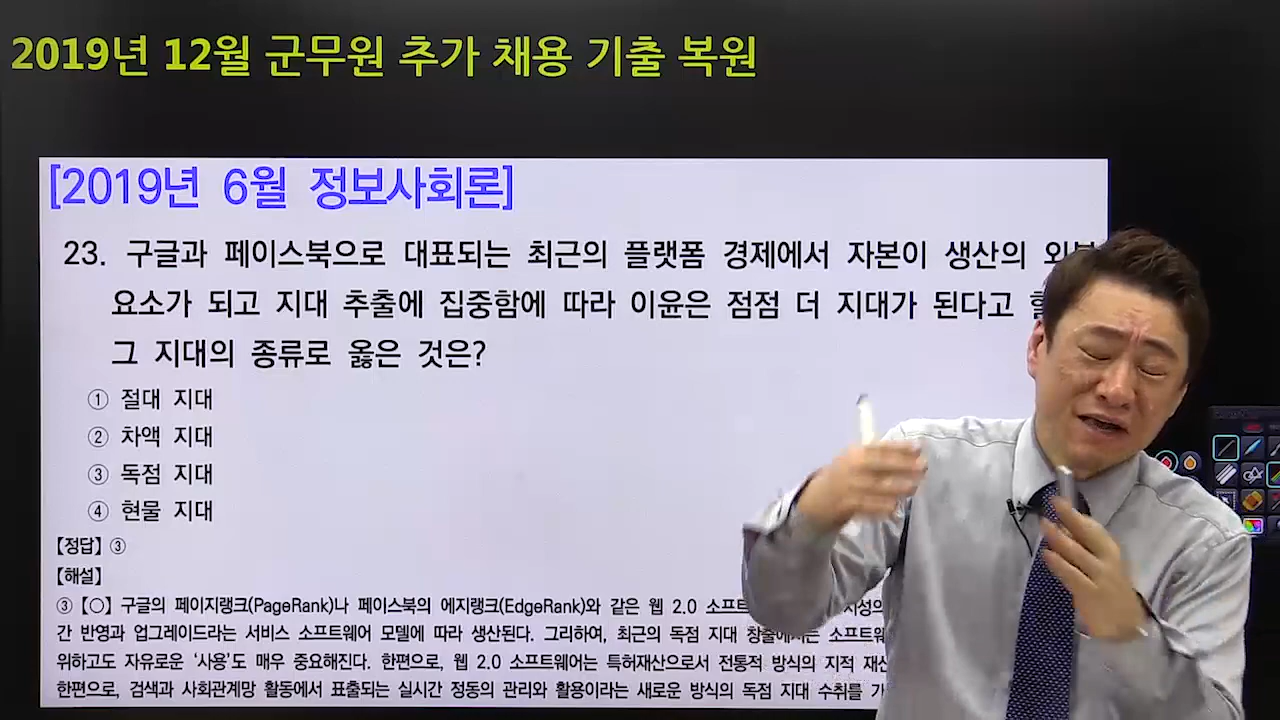 2019년 12월 군무원 추가 채용 기출 복원
[2019년 6월 정보사회론]
23. 구글과 페이스북으로 대표되는 최근의 플랫폼 경제에서 자본이 생산의
요소가 되고 지대 추출에 집중함에 따라 이윤은 점점 더 지대가 된다고
그 지대의 종류로 옳은 것은?
① 절대 지대
② 차액 지대
③ 독점 지대
④ 현물 지대
【정답】 ③
【해설】
③【○】 구글의 페이지랭크(PageRank)나 페이스북의 에지랭크(EdgeRank)와 같은 웹 2.0
간 반영과 업그레이드라는 서비스 소프트웨어 모델에 따라 생산된다. 그리하여, 최근의 독점 지대
위하고도 자유로운 '사용'도 매우 중요해진다. 한편으로, 웹 2.0 소프트웨어는 특허재산으로서 전통적 방식의 지적
한편으로, 검색과 사회관계망 활동에서 표출되는 실시간 정동의 관리와 활용이라는 새로운 방식의 독점 지대 수취를